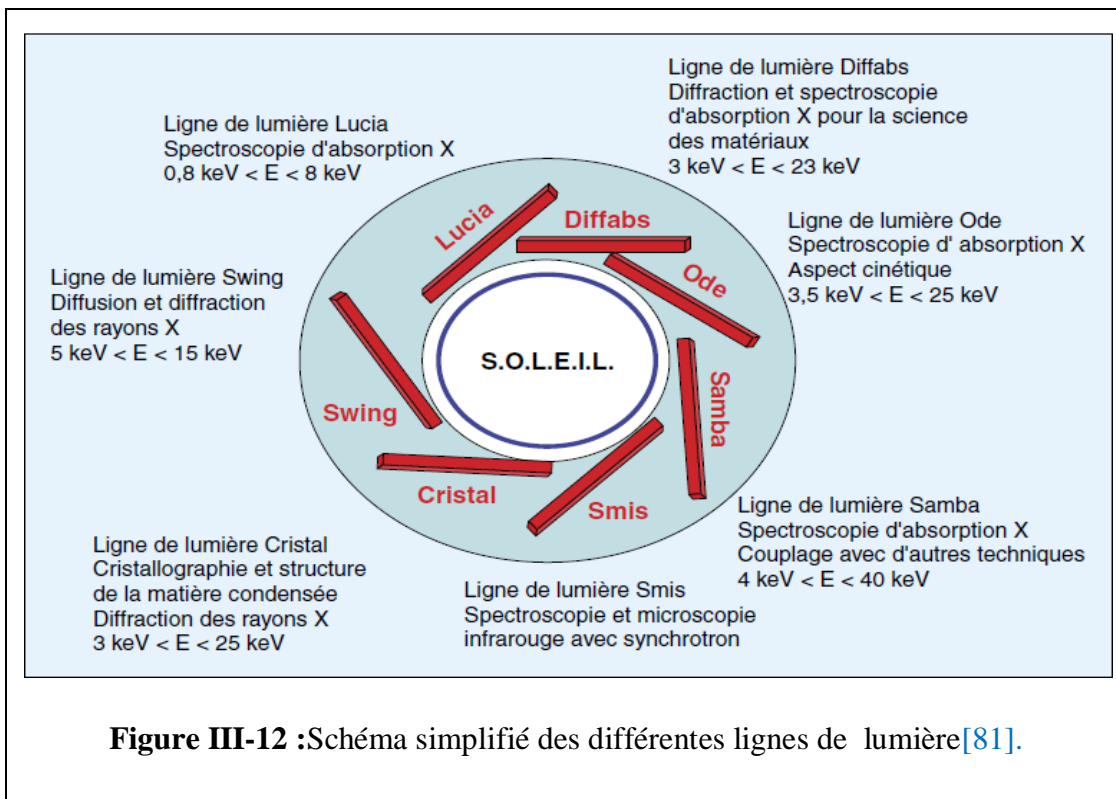 Ligne de lumière Diffabs
Diffraction et spectroscopie
d'absorption X pour la science
des matériaux
3 keV < E < 23 keV
Ligne de lumière Lucia
Spectroscopie d'absorption X
0,8 keV < E < 8 keV
Ligne de lumière Ode
Spectroscopie d' absorption X
Aspect cinétique
3,5 keV < E < 25 keV
Ligne de lumière Swing
Diffusion et diffraction
des rayons X
5 keV < E < 15 keV
Lucia
Diffabs
Ode
S.O.L.E.I.L.
Samba
Swing
Cristal
Smis
Ligne de lumière Samba
Spectroscopie d'absorption X
Couplage avec d'autres techniques
4 keV < E < 40 keV
Ligne de lumière Cristal
Cristallographie et structure
de la matière condensée
Diffraction des rayons X
3 keV < E < 25 keV
Ligne de lumière Smis
Spectroscopie et microscopie
infrarouge avec synchrotron
Figure III-12 :Schéma simplifié des différentes lignes de  lumière[81].